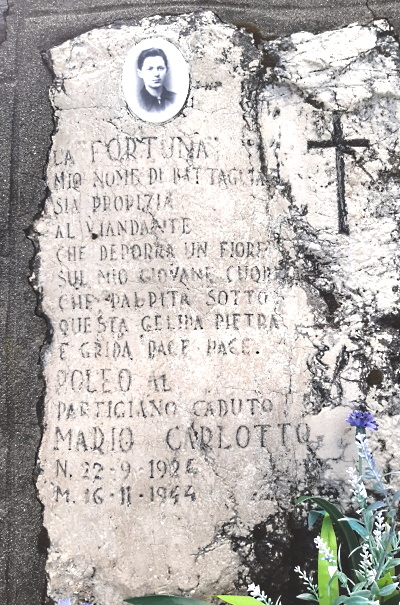 LA "FORTUNA"
MIO NOME DI BATTAGLIA
SIA PROPIZIA
AL VIANDANTE
CHE DEPORRA UN FIORE
SUL MIO GIOVANE CUORE
CHE PALPITA SOTTO
QUESTA GELIDA PIETRA
E GRIDA PACE PACE.
POLEO AL
PARTIGIANO CADUTO
MARIO CARLOTTO
N. 22-9-1924
M. 16-11-1944